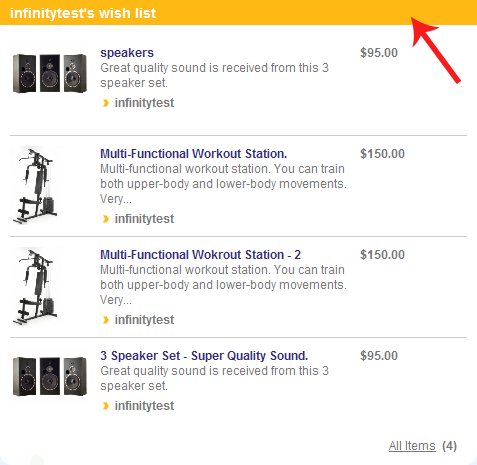 infinitytest's wish list
speakers $95.00
Great quality sound is received from this 3
speaker set.
infinitytest
Multi-Functional Workout Station. $150.00
Multi-functional workout station. You can train
both upper-body and lower-body movements.
Very...
infinitytest
Multi-Functional Wokrout Station - 2 $150.00
Multi-functional workout station. You can train
both upper-body and lower-body movements.
Very...
infinitytest
3 Speaker Set - Super Quality Sound. $95.00
Great quality sound is received from this 3
speaker set.
infinitytest
All Items (4)